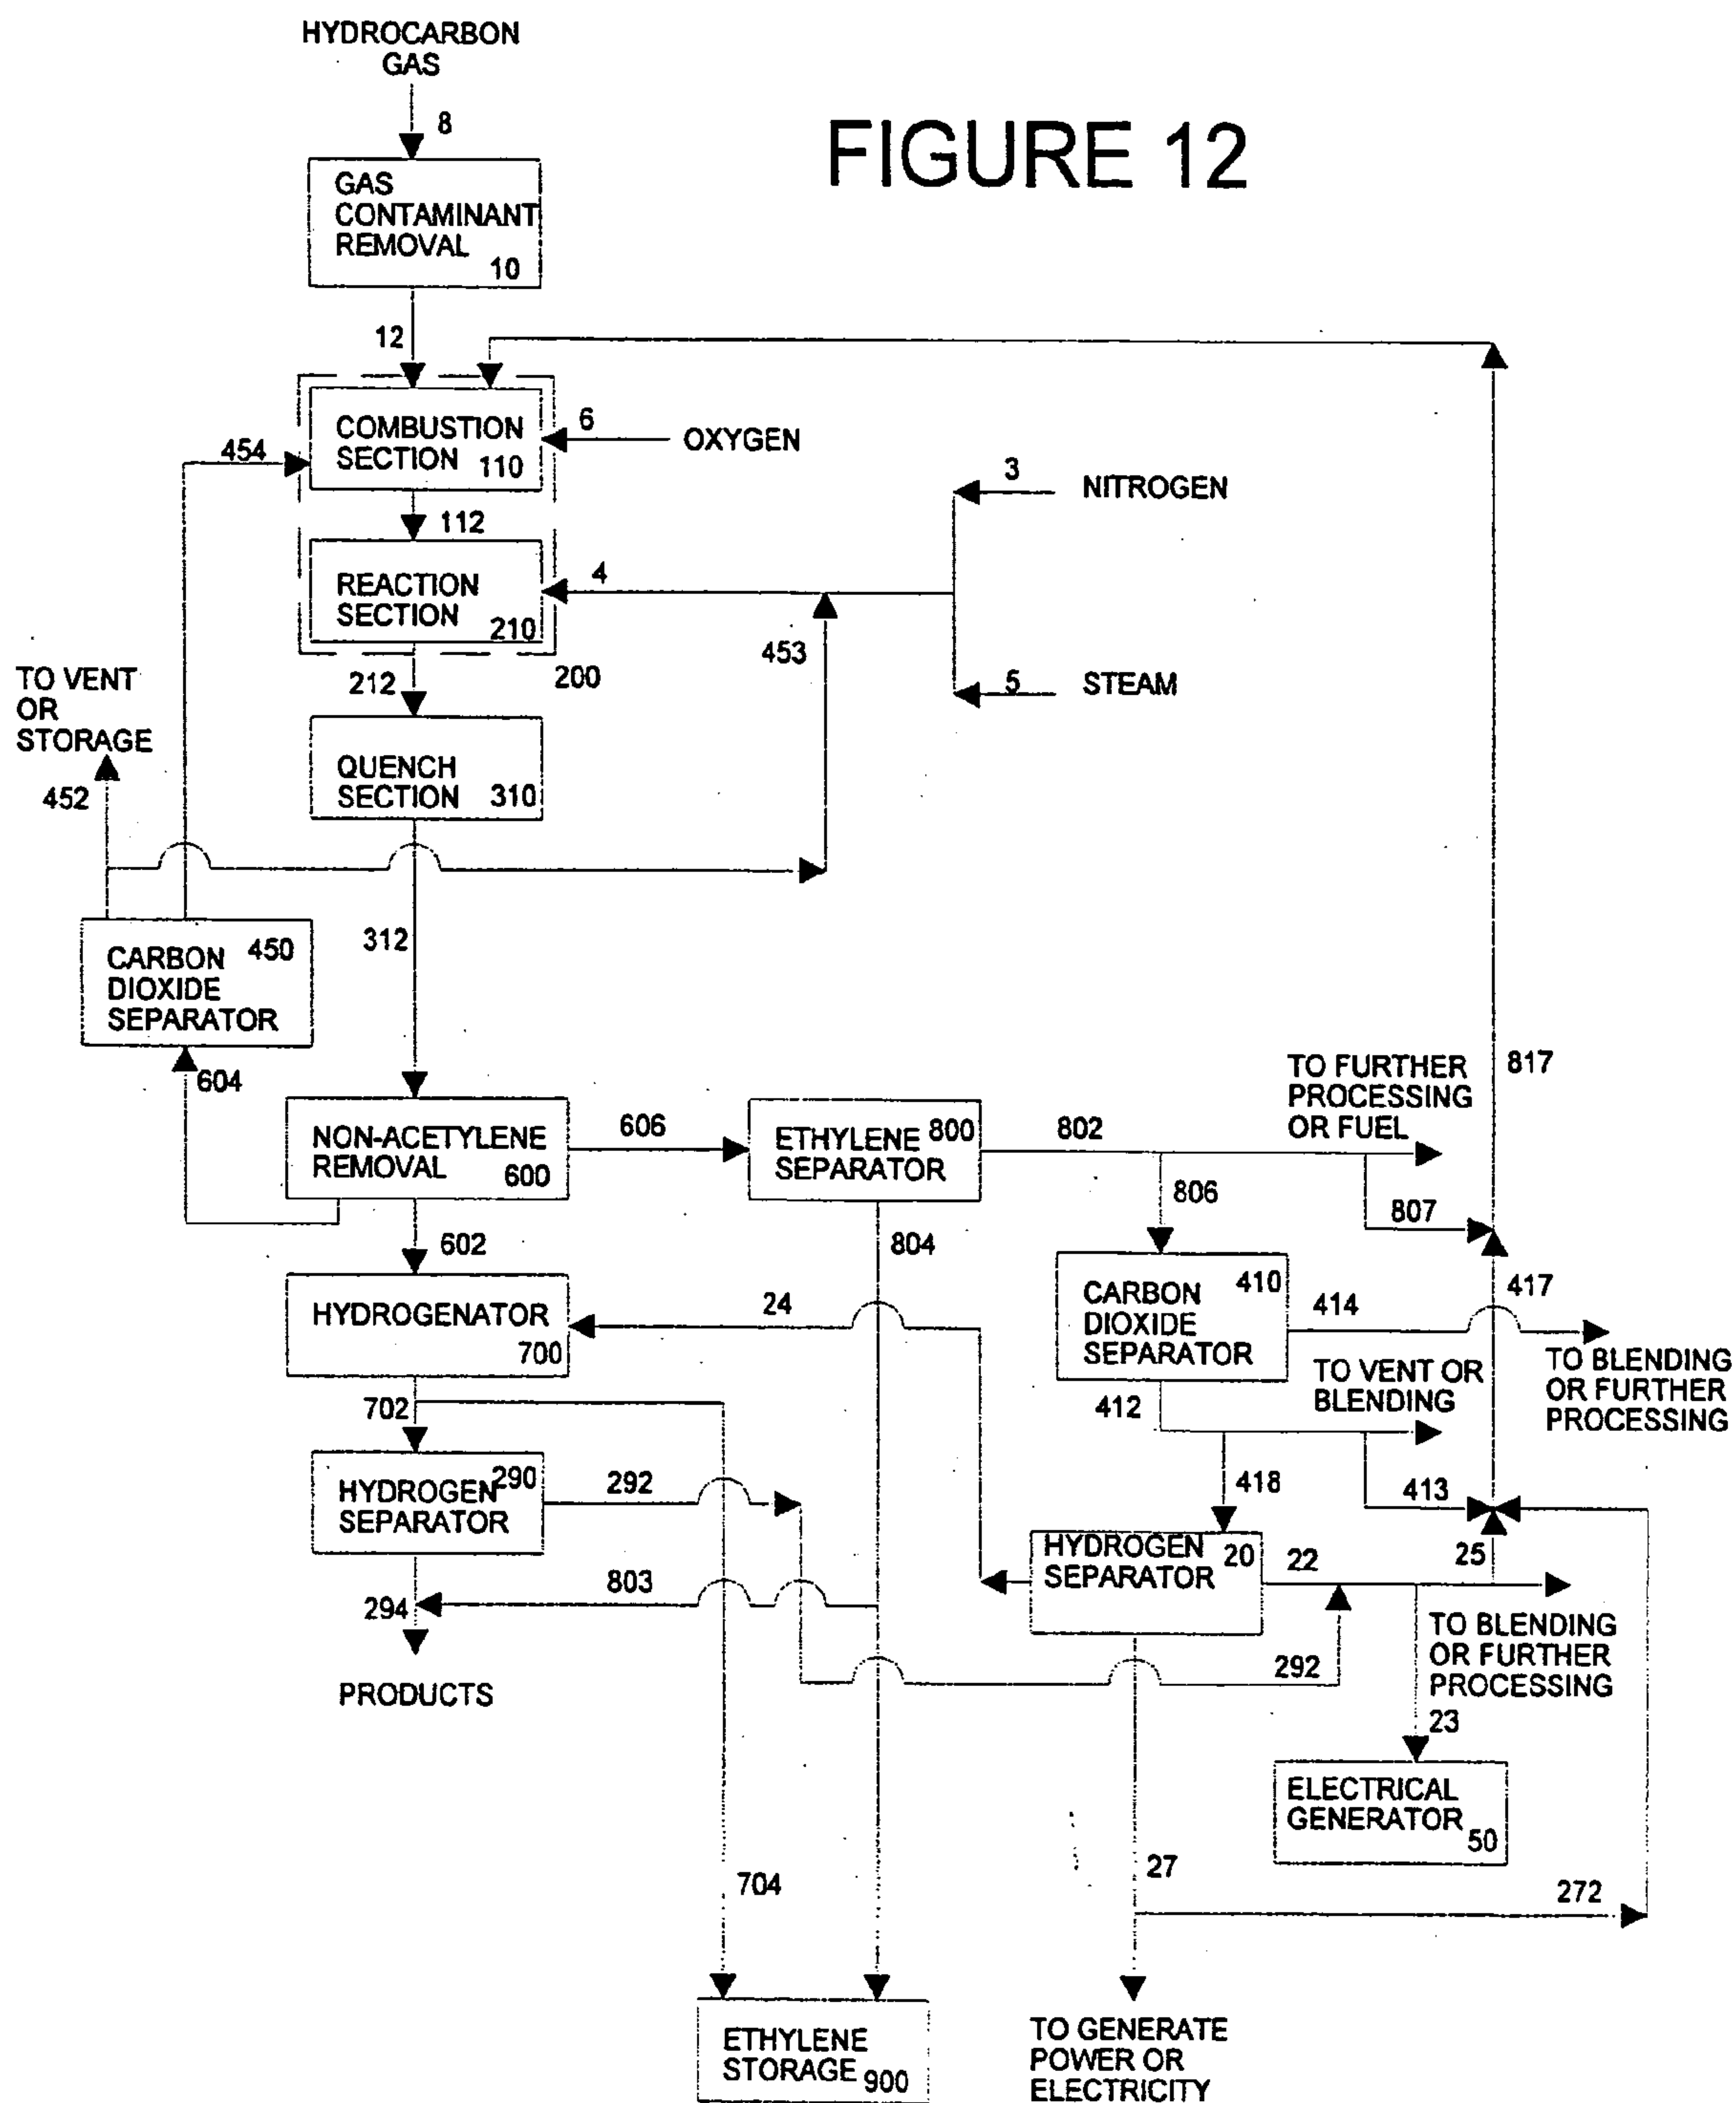 HYDROCARBON
GAS
8
FIGURE 12
GAS
CONTAMINANT
REMOVAL
10
12
COMBUSTION
SECTION
110
6
OXYGEN
454
3
NITROGEN
112
REACTION
SECTION
210
4
453
5
STEAM
212
200
TO VENT
OR
STORAGE
452
QUENCH
SECTION
310
312
CARBON
DIOXIDE
SEPARATOR
450
604
NON-ACETYLENE
REMOVAL
600
606
ETHYLENE
SEPARATOR
800
802
TO FURTHER
PROCESSING
OR FUEL
817
806
807
602
804
HYDROGENATOR
700
24
CARBON
DIOXIDE
SEPARATOR
410
414
417
TO BLENDING
OR FURTHER
PROCESSING
TO VENT OR
BLENDING
702
412
HYDROGEN
SEPARATOR
290
292
418
413
HYDROGEN
SEPARATOR
20
22
25
803
294
PRODUCTS
292
TO BLENDING
OR FURTHER
PROCESSING
23
ELECTRICAL
GENERATOR
50
704
27
272
ETHYLENE
STORAGE
900
TO GENERATE
POWER OR
ELECTRICITY